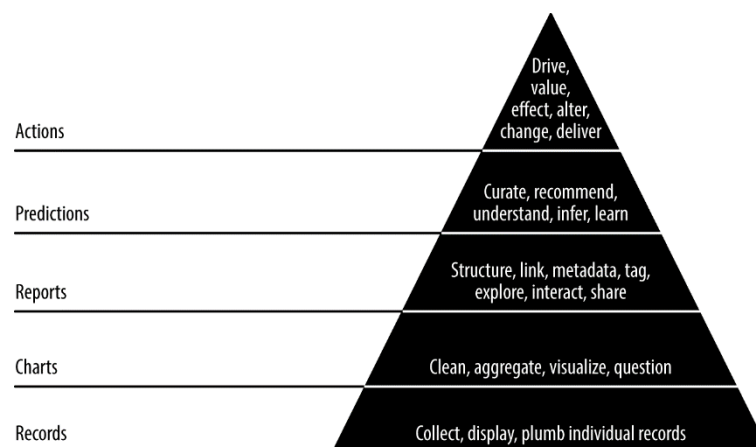 Drive,
value,
effect, alter,
change, deliver
Actions
Curate, recommend,
understand, infer, learn
Predictions
Structure, link, metadata, tag,
explore, interact, share
Reports
Clean, aggregate, visualize, question
Charts
Collect, display, plumb individual records
Records